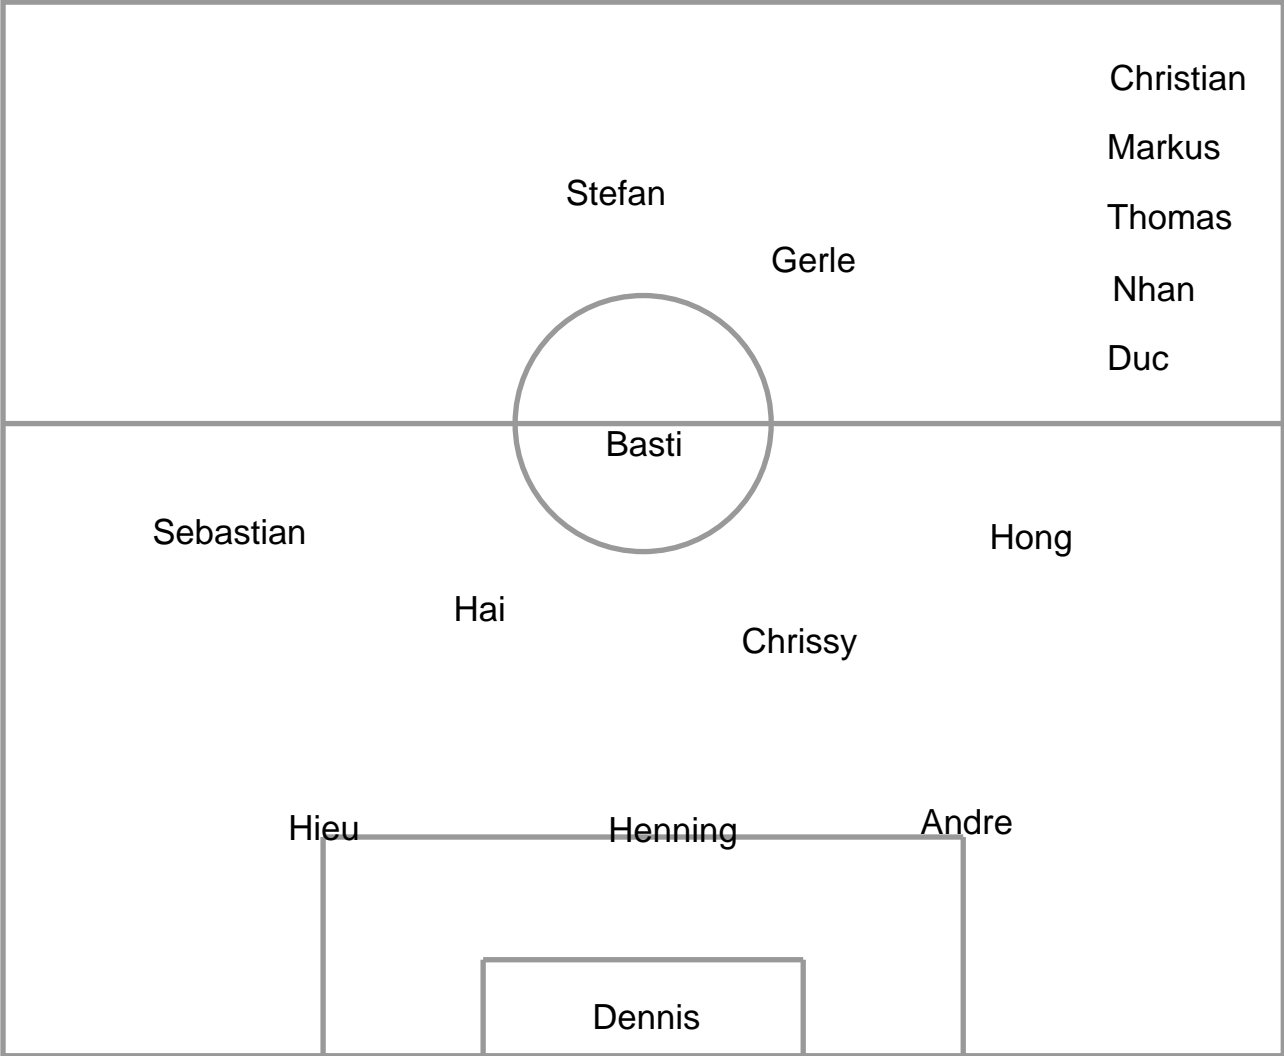 Christian
Markus
Stefan
Thomas
Gerle
Nhan
Duc
Basti
Sebastian
Hong
Hai
Chrissy
Hieu
Henning
Andre
Dennis